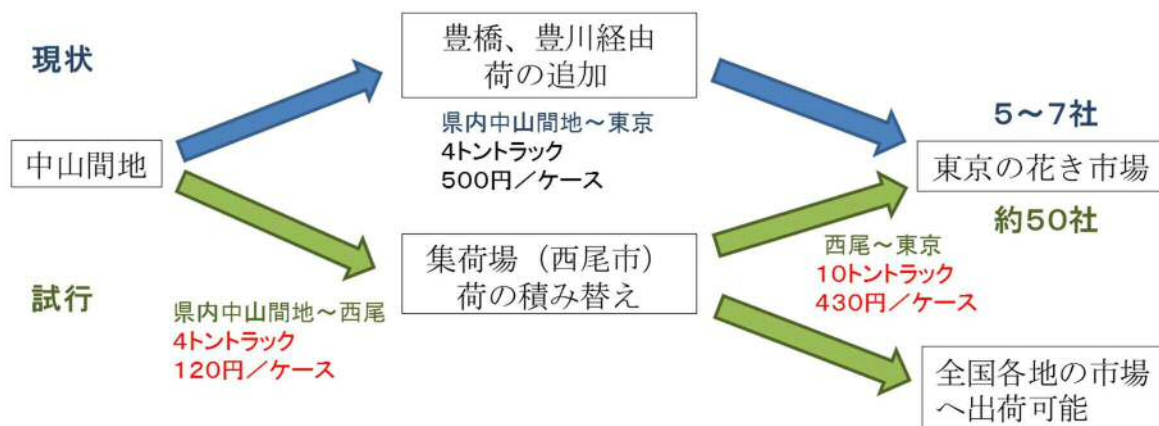 現状
豊橋、豊川経由
荷の追加
県内中山間地～東京
4トントラック
500円／ケース
5～7社
中山間地
東京の花き市場
約50社
試行
集荷場（西尾市）
荷の積み替え
県内中山間地～西尾
4トントラック
120円／ケース
西尾～東京
10トントラック
430円／ケース
全国各地の市場
へ出荷可能